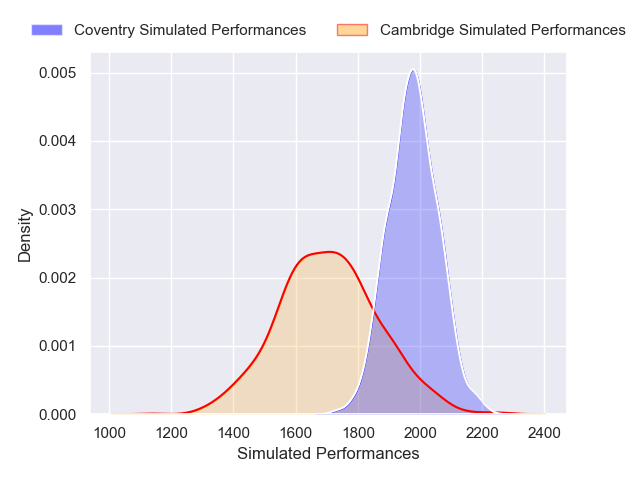 Coventry Simulated Performances Cambridge Simulated Performances
0.005
0.004
0.003
0.002
0.001
0.000
Density
1000 1200 1400 1600 1800 2000 2200 2400
Simulated Performances